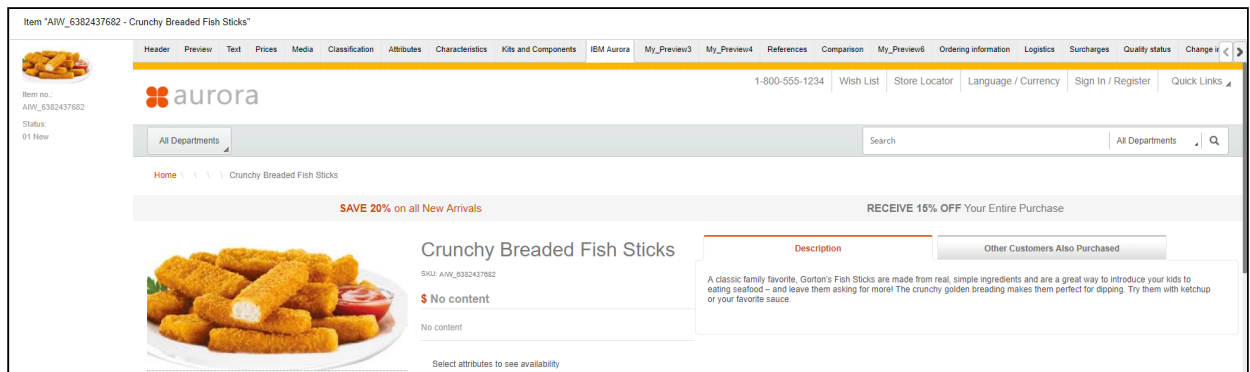 Item "AIW_6382437682 - Crunchy Breaded Fish Sticks"
Header Preview Text Prices Media Classification Attributes Characteristics Kits and Components IBM Aurora My_Preview3 My_Preview4 References Comparison My_Preview6 Ordering information Logistics Surcharges Quality status Change
Item no.:
AIW_6382437682
Status:
01 New
1-800-555-1234 Wish List Store Locator Language / Currency Sign In / Register Quick Links
aurora
All Departments
Search All Departments
Home \ \ \ \ Crunchy Breaded Fish Sticks
SAVE 20% on all New Arrivals RECEIVE 15% OFF Your Entire Purchase
Crunchy Breaded Fish Sticks
SKU: AIW_6382437682
$ No content
No content
Select attributes to see availability
Description Other Customers Also Purchased
A classic family favorite, Gorton's Fish Sticks are made from real, simple ingredients and are a great way to introduce your kids to
eating seafood – and leave them asking for more! The crunchy golden breading makes them perfect for dipping. Try them with ketchup
or your favorite sauce.